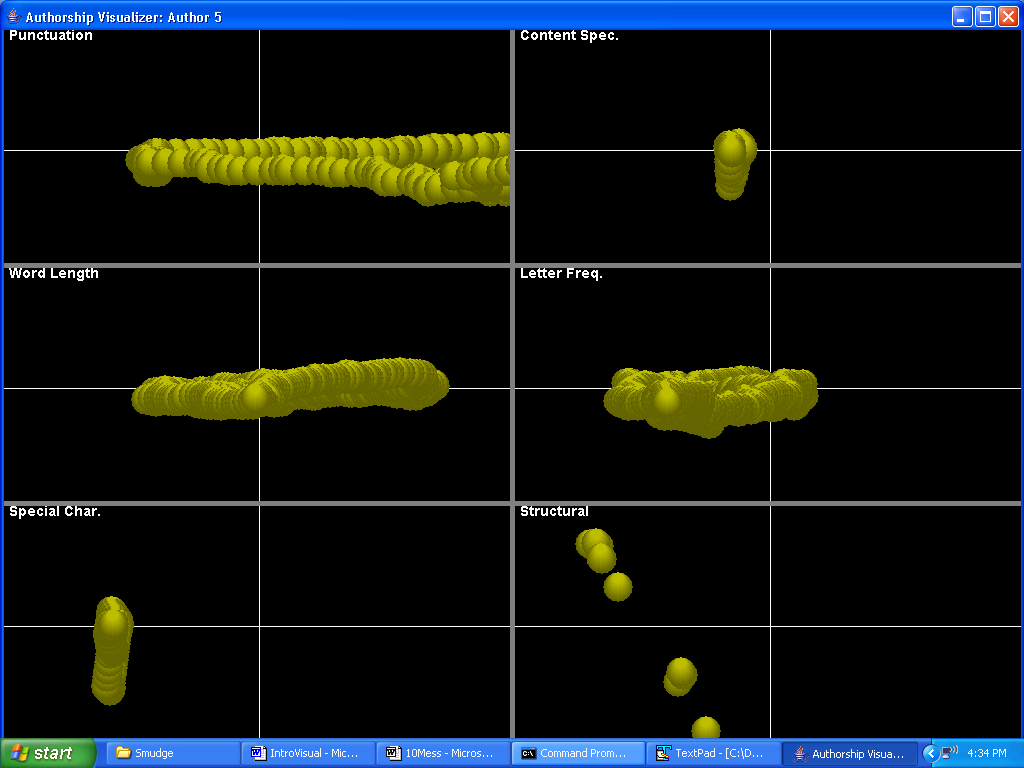 Authorship Visualizer: Author 5
Punctuation
Content Spec.
Word Length
Letter Freq.
Special Char.
Structural
start
Smudge
IntroVisual - Mic...
10Mess - Micros...
Command Prom...
TextPad - [C:\D...
Authorship Visua...
4:34 PM